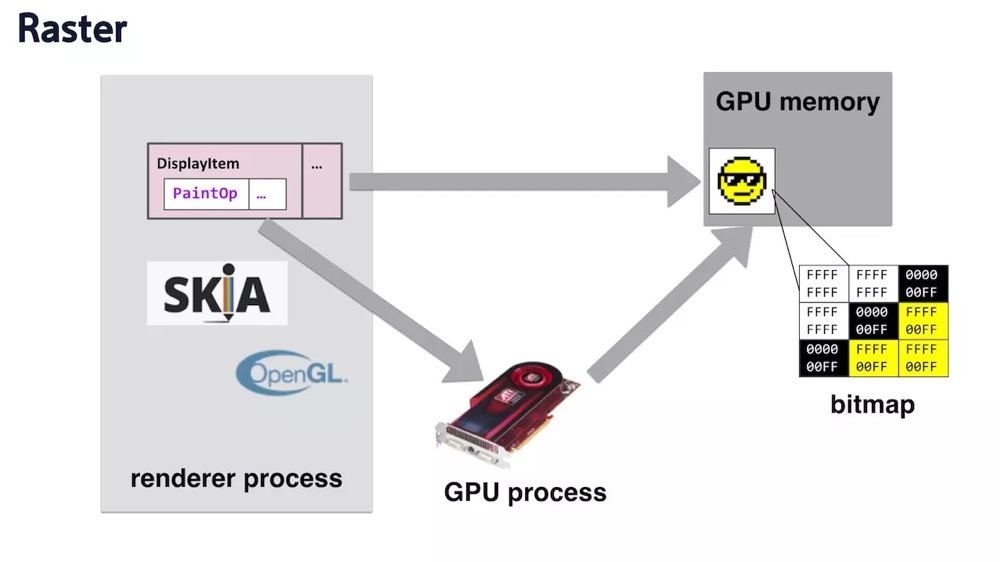 Raster
GPU memory
DisplayItem
...
PaintOp
...
SKiA
OpenGL.
FFFF FFFF 0000
FFFF FFFF 00FF
FFFF 0000 FFFF
FFFF 00FF 00FF
0000 FFFF FFFF
00FF 00FF 00FF
bitmap
ATI
renderer process
GPU process